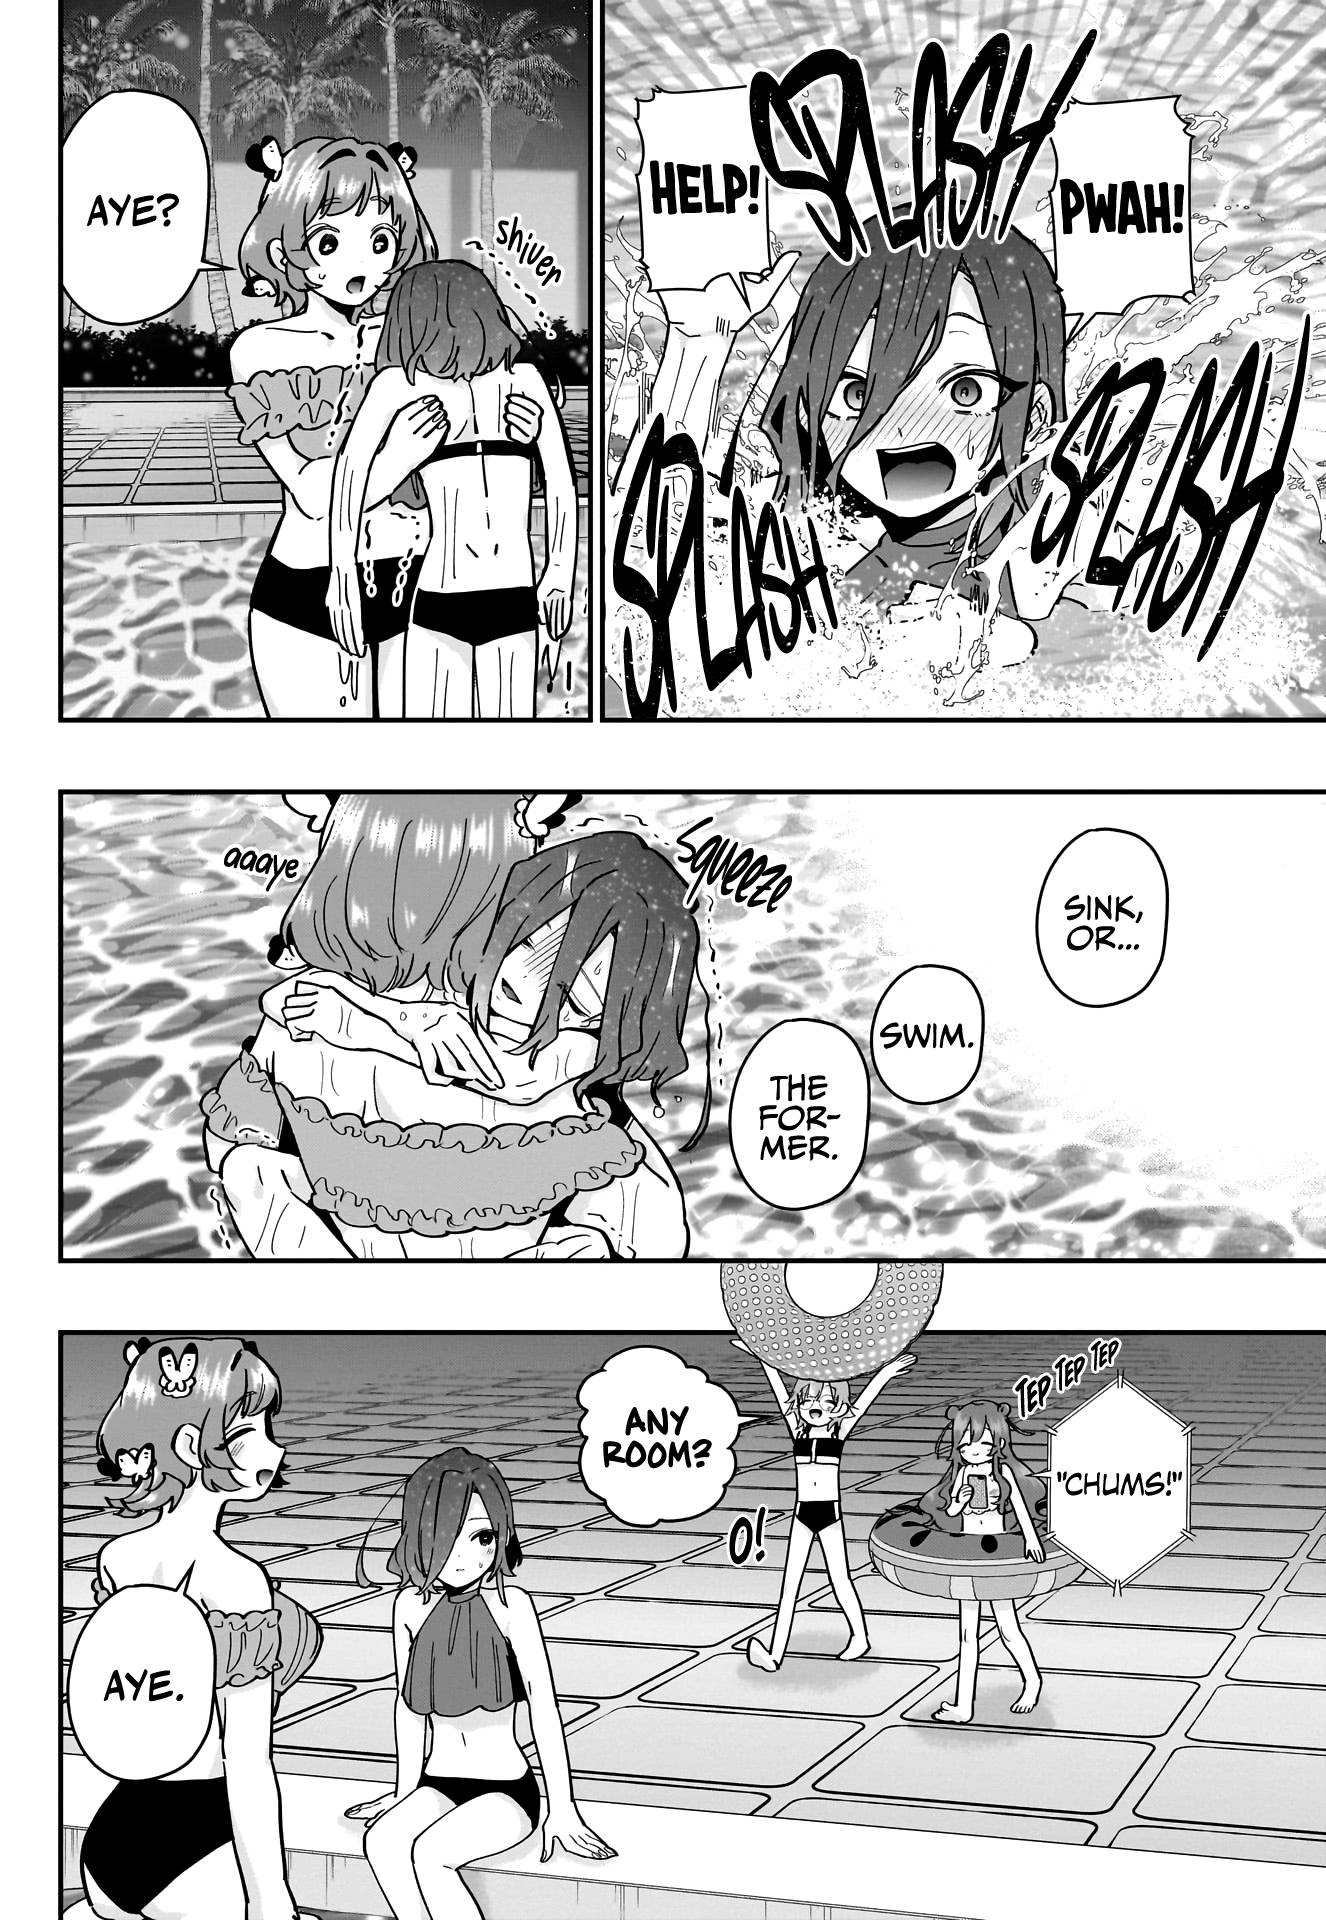 PWAH!
SPLASH
HELP!
SPLASH
SPLASH
AYE?
shiver
SINK,
OR...
SWIM.
THE
FOR-
MER.
Squeeze
aaaye
TEP TEP TEP
"CHUMS!"
ANY
ROOM?
O!
AYE.